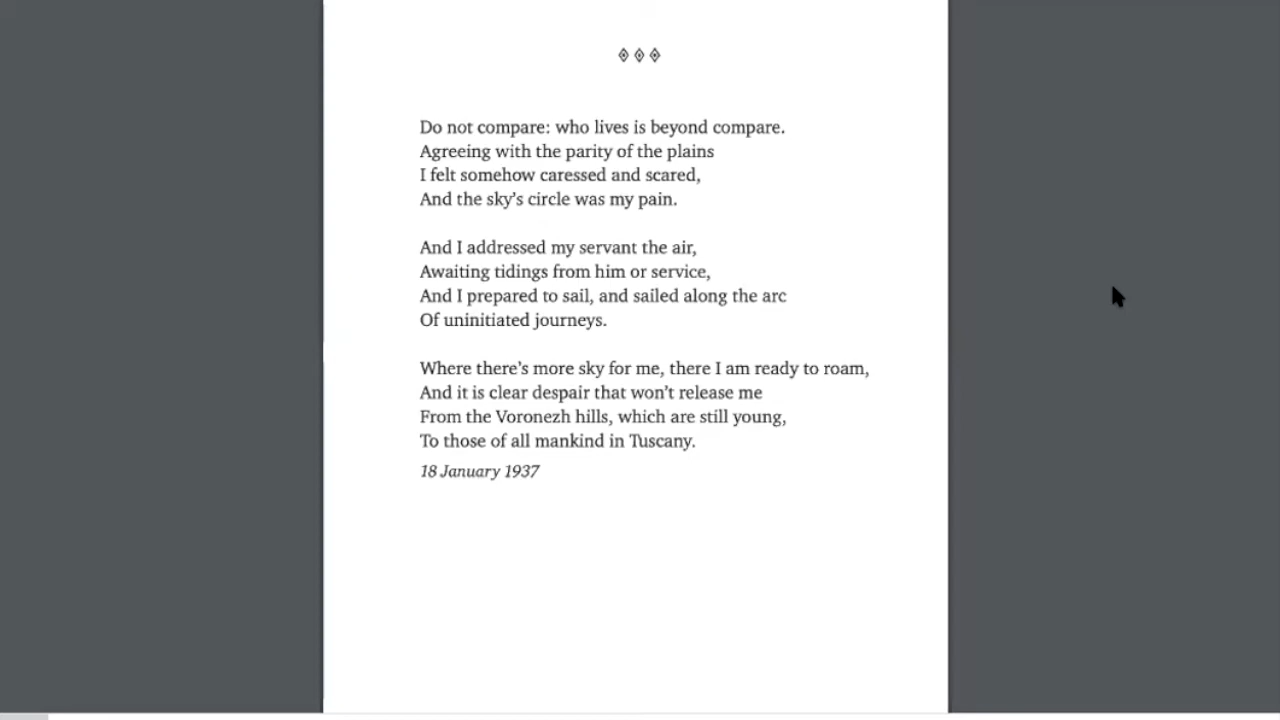 Do not compare: who lives is beyond compare.
Agreeing with the parity of the plains
I felt somehow caressed and scared,
And the sky’s circle was my pain.
And I addressed my servant the air,
Awaiting tidings from him or service,
And I prepared to sail, and sailed along the arc
Of uninitiated journeys.
Where there’s more sky for me, there I am ready to roam,
And it is clear despair that won’t release me
From the Voronezh hills, which are still young,
To those of all mankind in Tuscany.
18 January 1937